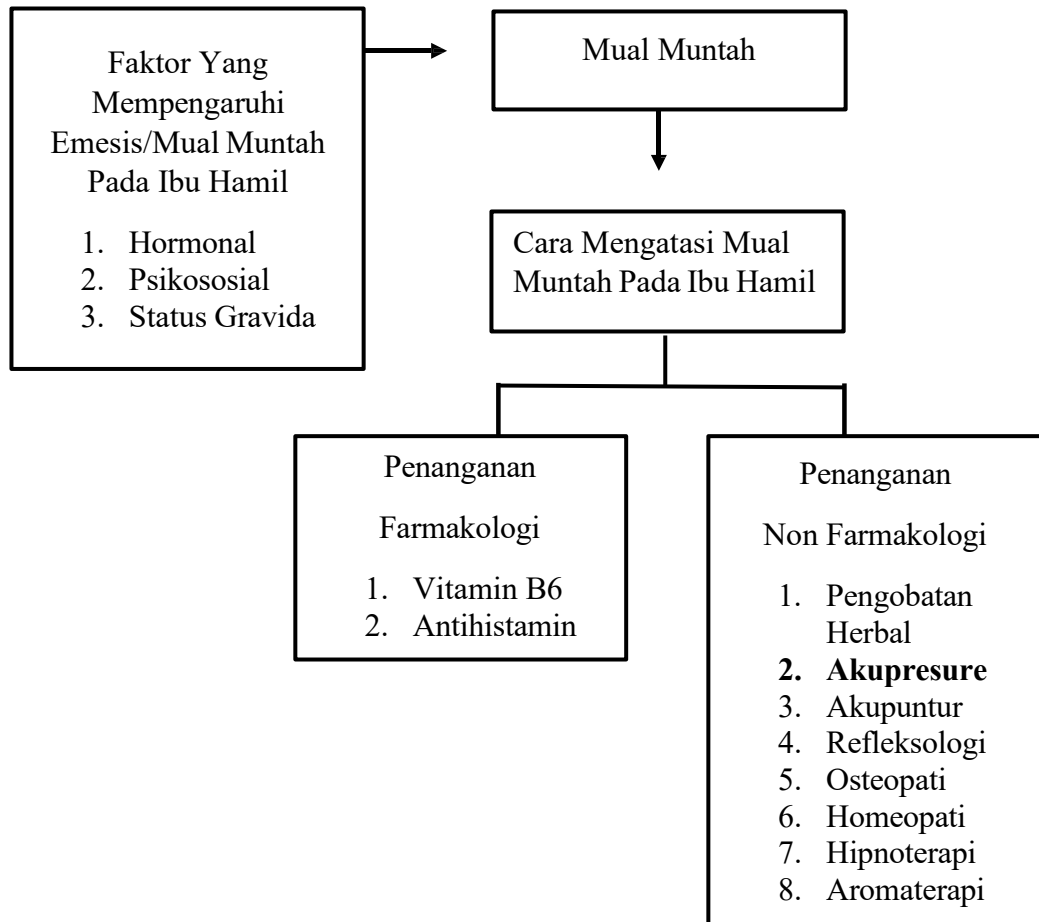 Faktor Yang
Mempengaruhi
Emesis/Mual Muntah
Pada Ibu Hamil
1. Hormonal
2. Psikososial
3. Status Gravida
Mual Muntah
Cara Mengatasi Mual
Muntah Pada Ibu Hamil
Penanganan
Farmakologi
1. Vitamin B6
2. Antihistamin
Penanganan
Non Farmakologi
1. Pengobatan
Herbal
2. Akupresure
3. Akupuntur
4. Refleksologi
5. Osteopati
6. Homeopati
7. Hipnoterapi
8. Aromaterapi